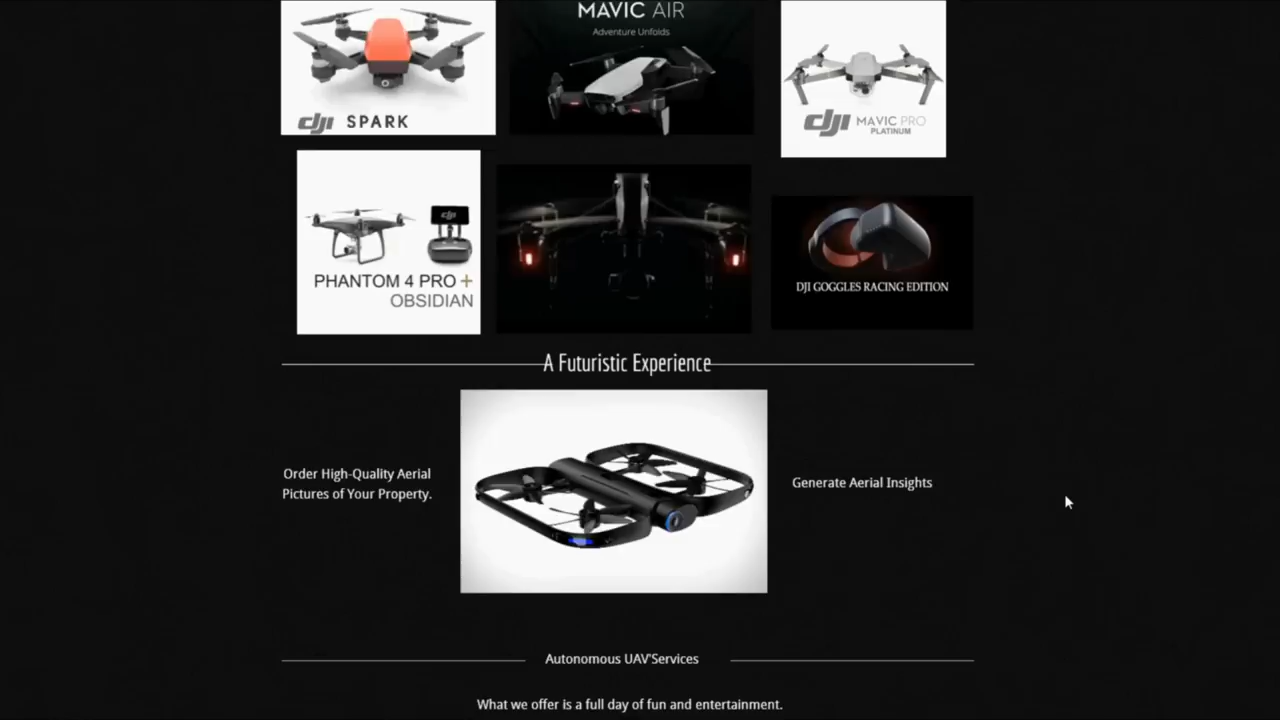 MAVIC AIR
Adventure Unfolds
dji SPARK
dji MAVIC PRO
PLATINUM
dji
PHANTOM 4 PRO +
OBSIDIAN
DJI GOGGLES RACING EDITION
A Futuristic Experience
Order High-Quality Aerial
Pictures of Your Property.
Generate Aerial Insights
Autonomous UAV'Services
What we offer is a full day of fun and entertainment.